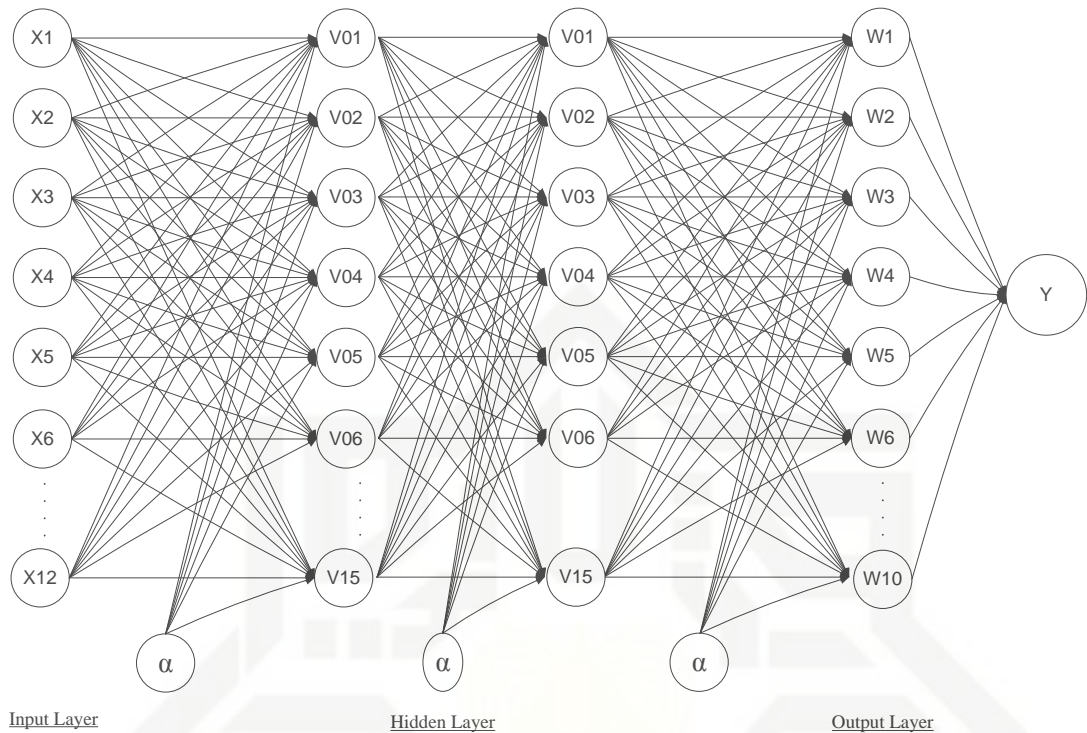 X1 V01 V01 W1
X2 V02 V02 W2
X3 V03 V03 W3
X4 V04 V04 W4
Y
X5 V05 V05 W5
X6 V06 V06 W6
X12 V15 V15 W10
α α α
Input Layer Hidden Layer Output Layer